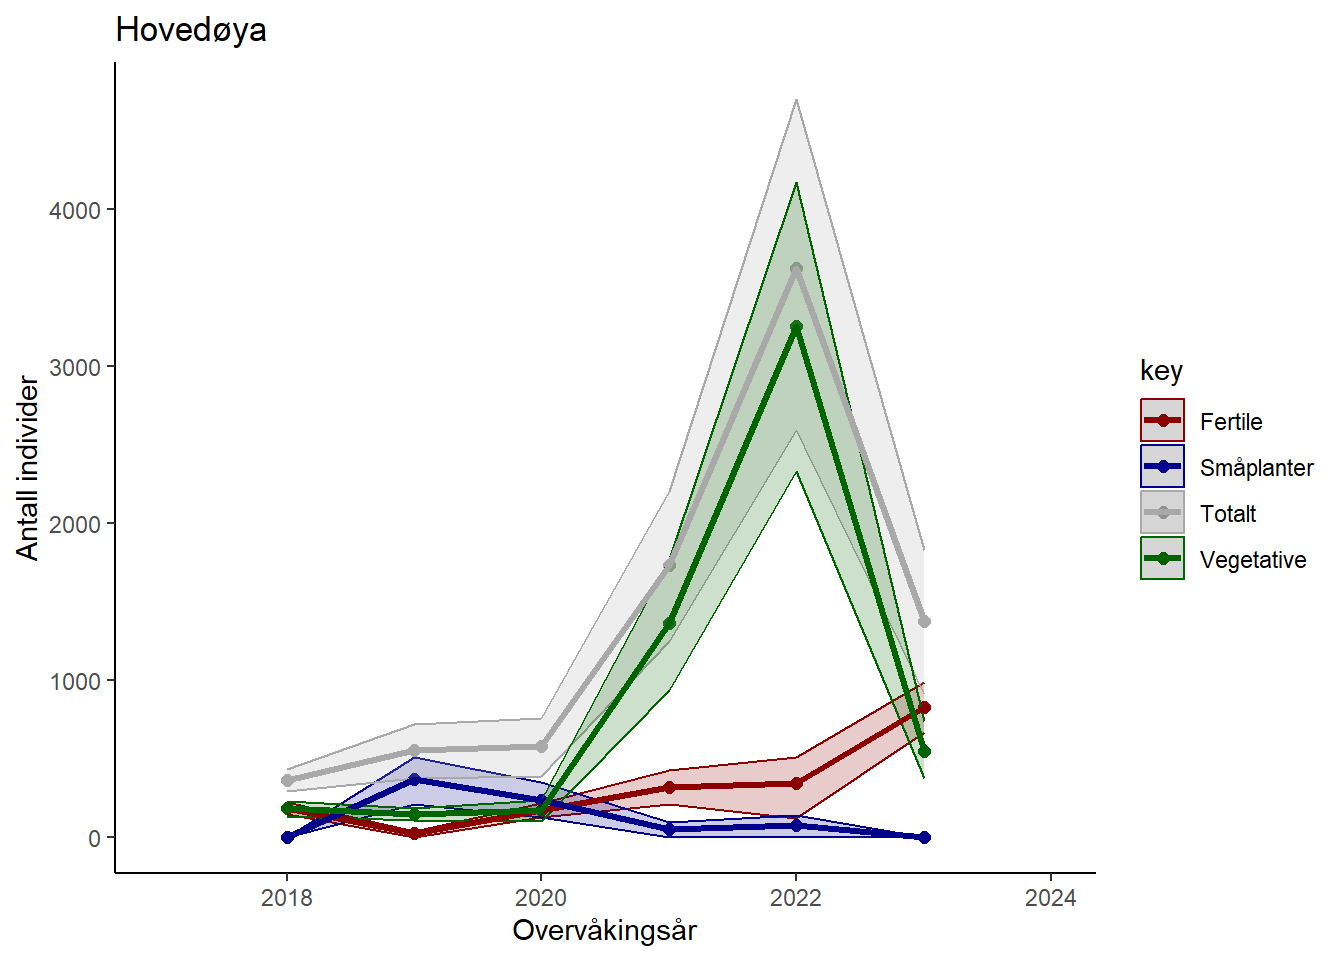 Hovedøya
Antall individer
4000
3000
2000
1000
0
2018
2020
2022
2024
Overvåkingsår
key
Fertile
Småplanter
Totalt
Vegetative